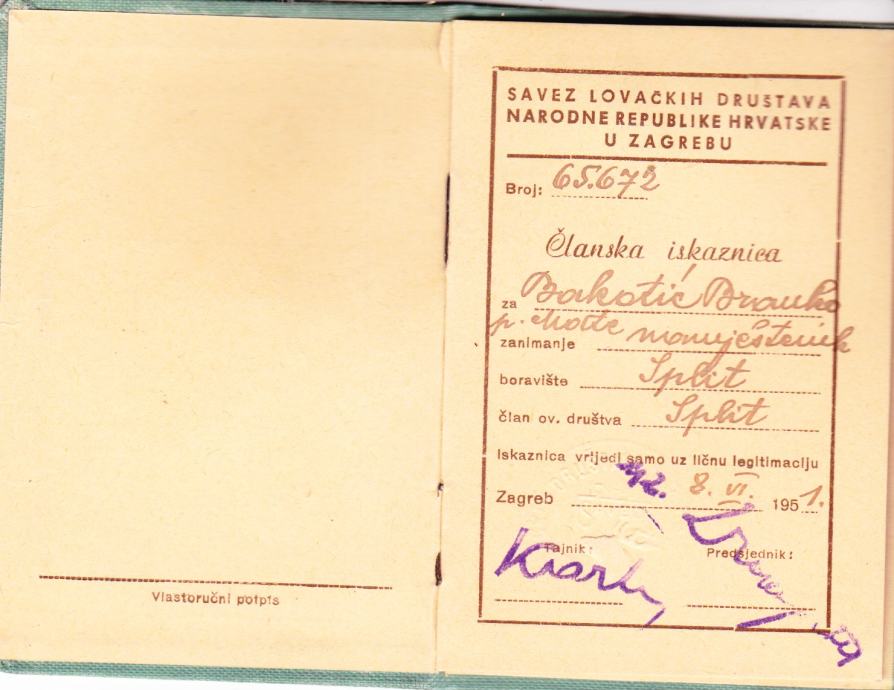 Vlastoručni potpis
SAVEZ LOVAČKIH DRUŠTAVA
NARODNE REPUBLIKE HRVATSKE
U ZAGREBU
Broj: 65.672
Članska iskaznica
za Bakotić Branko
p. Mate namještenik
zanimanje
boravište Split
član ov. društva Split
Iskaznica vrijedi samo uz ličnu legitimaciju
Zagreb 8. VI. 1951.
Tajnik: Predsjednik: